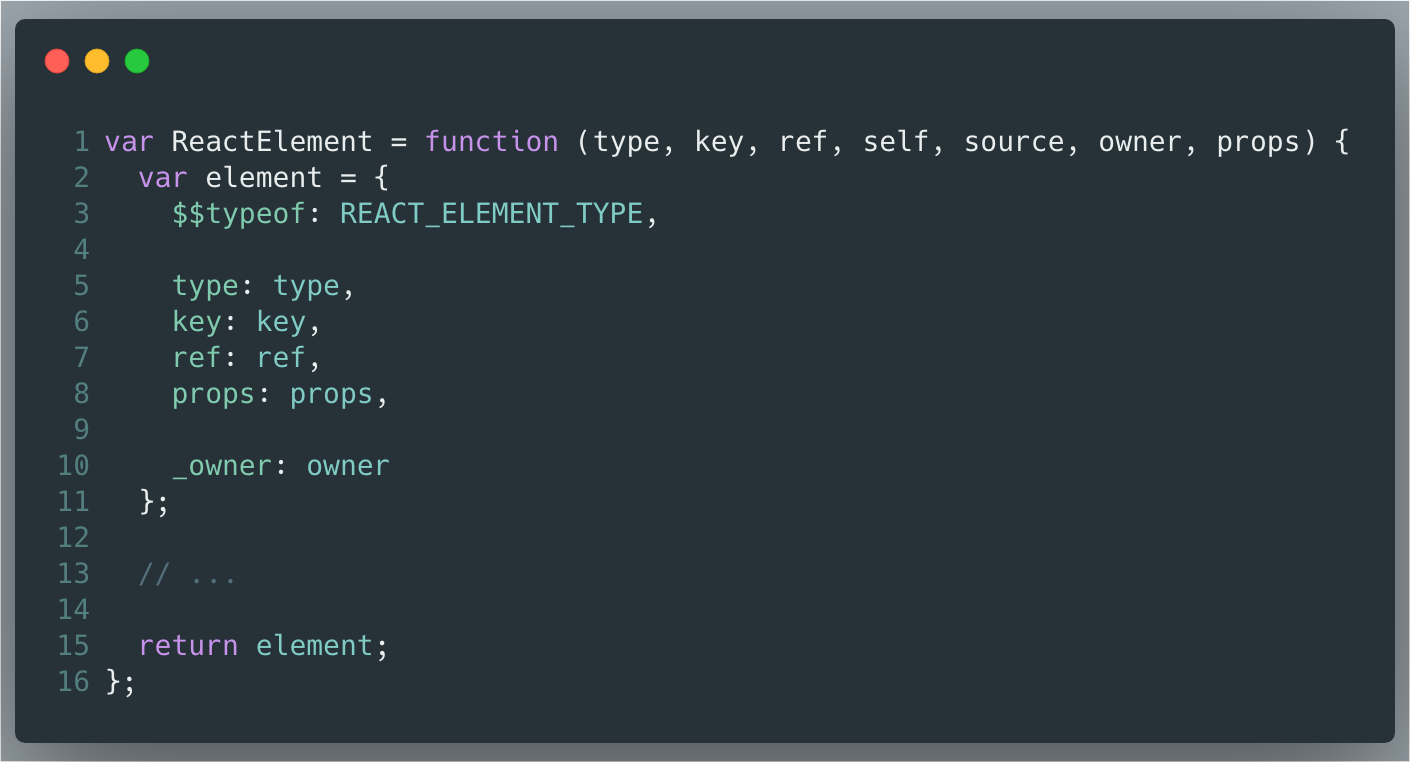 1 var ReactElement = function (type, key, ref, self, source, owner, props) {
2   var element = {
3     $$typeof: REACT_ELEMENT_TYPE,
4
5     type: type,
6     key: key,
7     ref: ref,
8     props: props,
9
10     _owner: owner
11   };
12
13   // ...
14
15   return element;
16 };